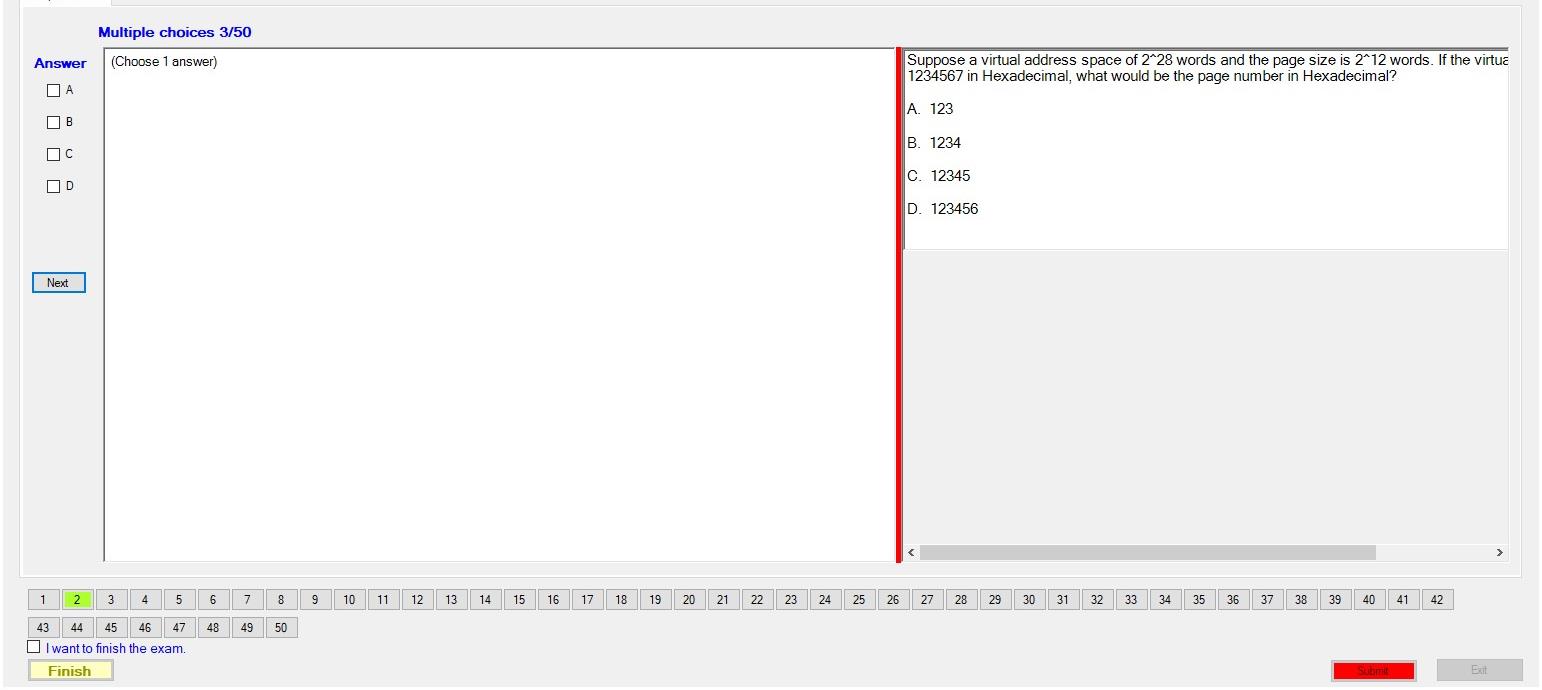 Multiple choices 3/50
Answer
(Choose 1 answer)
A
B
C
D
Next
Suppose a virtual address space of 2^28 words and the page size is 2^12 words. If the virtua
1234567 in Hexadecimal, what would be the page number in Hexadecimal?
A. 123
B. 1234
C. 12345
D. 123456
1 2 3 4 5 6 7 8 9 10 11 12 13 14 15 16 17 18 19 20 21 22 23 24 25 26 27 28 29 30 31 32 33 34 35 36 37 38 39 40 41 42
43 44 45 46 47 48 49 50
I want to finish the exam.
Finish
Submit
Exit